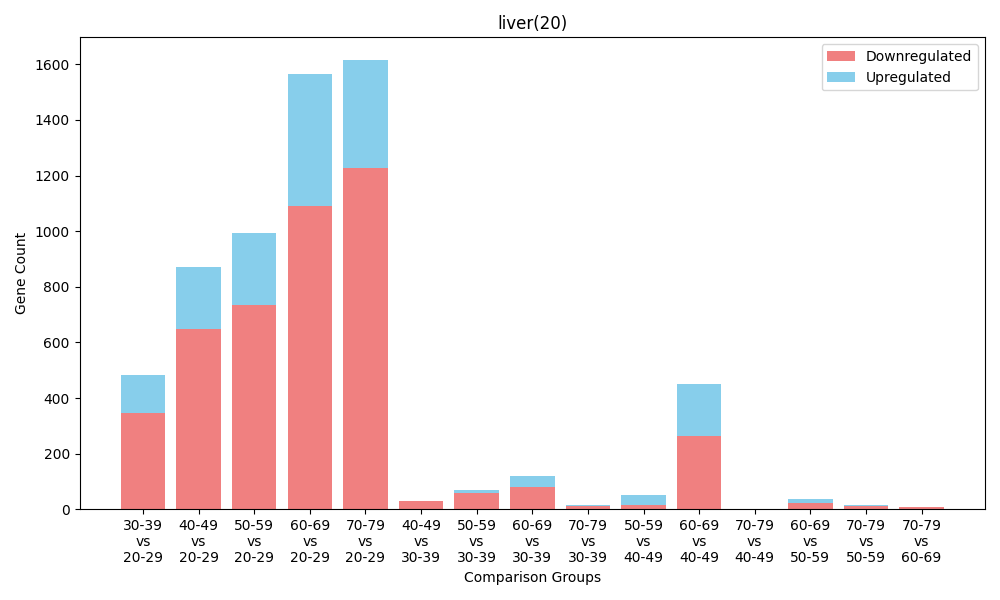 liver(20)
Downregulated
Upregulated
Gene Count
1600
1400
1200
1000
800
600
400
200
0
30-39
vs
20-29
40-49
vs
20-29
50-59
vs
20-29
60-69
vs
20-29
70-79
vs
20-29
40-49
vs
30-39
50-59
vs
30-39
60-69
vs
30-39
70-79
vs
30-39
50-59
vs
40-49
60-69
vs
40-49
70-79
vs
40-49
60-69
vs
50-59
70-79
vs
50-59
70-79
vs
60-69
Comparison Groups